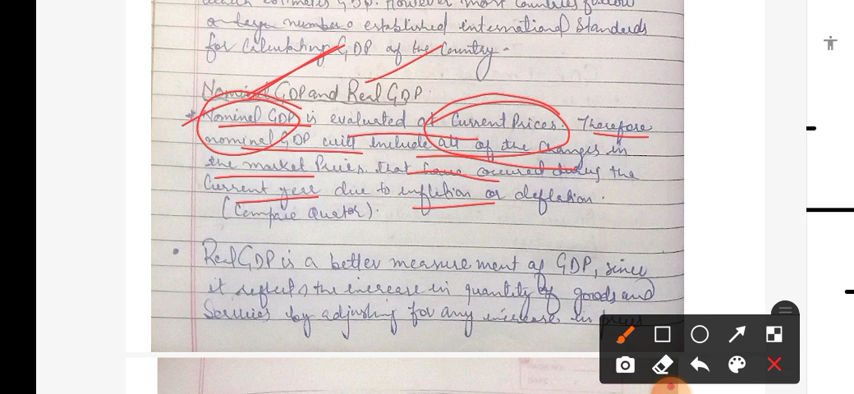 a large number established international Standards
for Calculating GDP of the Country.
Nominal GDP and Real GDP.
Nominal GDP is evaluated at Current Prices. Therefore
nominal GDP will include all of the changes in
the market Prices that have occured during the
Current year due to inflation or deflation.
(Compare Quator).
Real GDP is a better measurement of GDP, since
it reflects the increase in quantity of goods and
Services by adjusting for any increase in